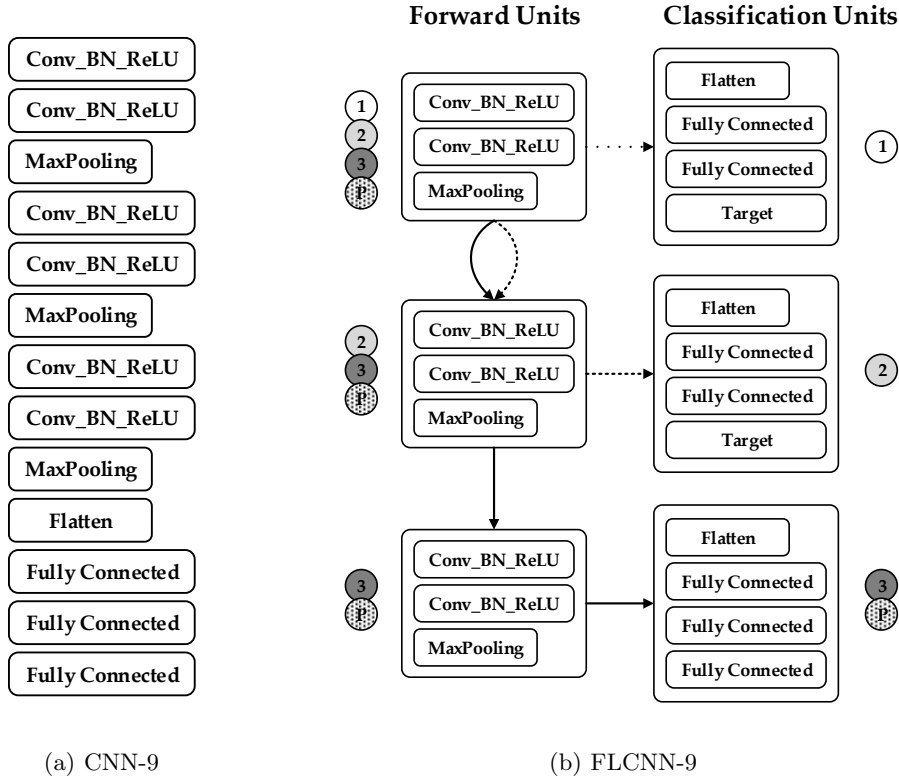 Forward Units
Classification Units
Conv_BN_ReLU
Conv_BN_ReLU
MaxPooling
Conv_BN_ReLU
Conv_BN_ReLU
MaxPooling
Conv_BN_ReLU
Conv_BN_ReLU
MaxPooling
Flatten
Fully Connected
Fully Connected
Fully Connected
(a) CNN-9
1
2
3
P
Conv_BN_ReLU
Conv_BN_ReLU
MaxPooling
Flatten
Fully Connected
Fully Connected
Target
1
2
3
P
Conv_BN_ReLU
Conv_BN_ReLU
MaxPooling
Flatten
Fully Connected
Fully Connected
Target
2
3
P
Conv_BN_ReLU
Conv_BN_ReLU
MaxPooling
Flatten
Fully Connected
Fully Connected
Fully Connected
3
P
(b) FLCNN-9